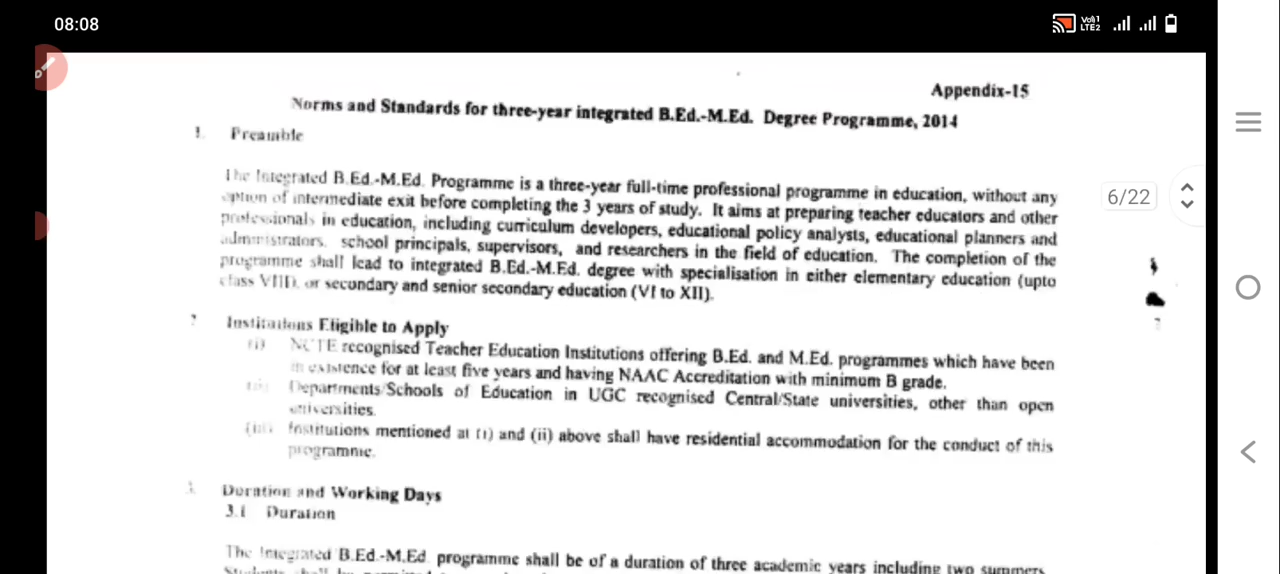 08:08
Vo)) 1
LTE2
Appendix-15
Norms and Standards for three-year integrated B.Ed.-M.Ed. Degree Programme, 2014
1. Preamble
The Integrated B.Ed.-M.Ed. Programme is a three-year full-time professional programme in education, without any
option of intermediate exit before completing the 3 years of study. It aims at preparing teacher educators and other
professionals in education, including curriculum developers, educational policy analysts, educational planners and
administrators, school principals, supervisors, and researchers in the field of education. The completion of the
programme shall lead to integrated B.Ed.-M.Ed. degree with specialisation in either elementary education (upto
class VIII), or secondary and senior secondary education (VI to XII).
6/22
Institutions Eligible to Apply
(i) NCTE recognised Teacher Education Institutions offering B.Ed. and M.Ed. programmes which have been
in existence for at least five years and having NAAC Accreditation with minimum B grade.
(ii) Departments/Schools of Education in UGC recognised Central/State universities, other than open
universities.
(iii) Institutions mentioned at (i) and (ii) above shall have residential accommodation for the conduct of this
programme.
3. Duration and Working Days
3.1 Duration
The Integrated B.Ed.-M.Ed. programme shall be of a duration of three academic years including two summers.